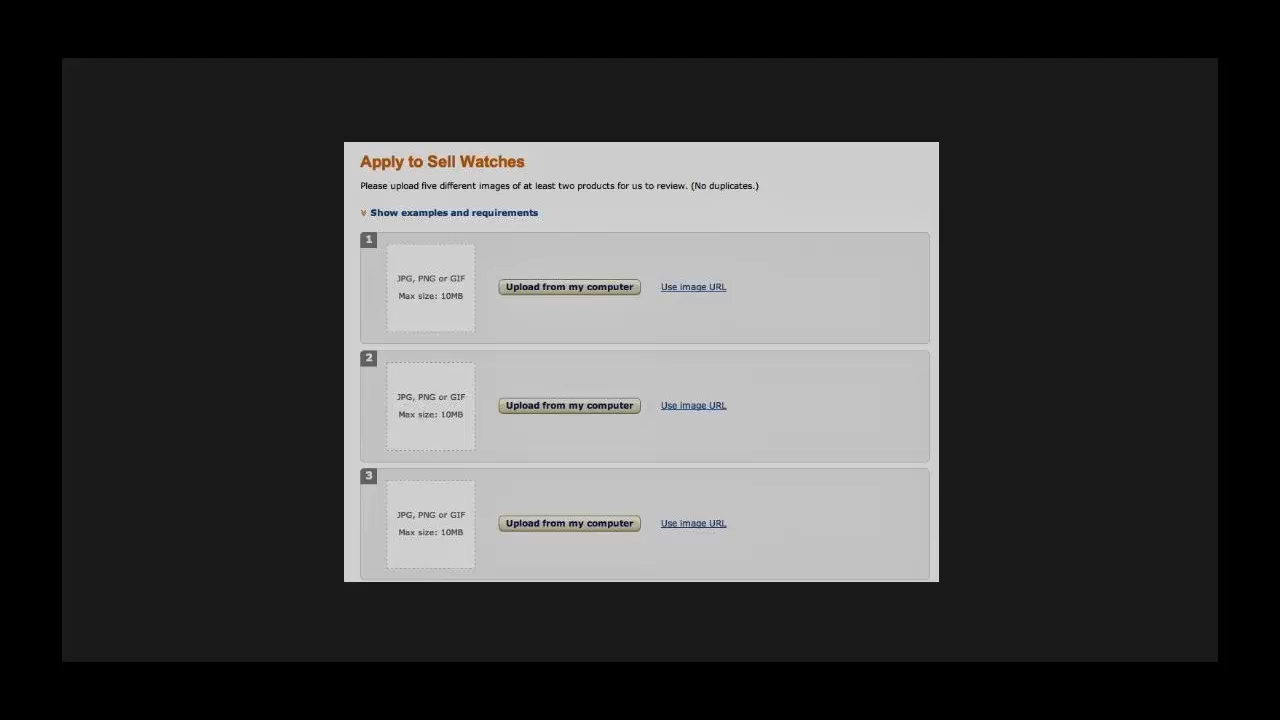 Apply to Sell Watches
Please upload five different images of at least two products for us to review. (No duplicates.)
Show examples and requirements
1
JPG, PNG or GIF
Max size: 10MB
Upload from my computer
Use image URL
2
JPG, PNG or GIF
Max size: 10MB
Upload from my computer
Use image URL
3
JPG, PNG or GIF
Max size: 10MB
Upload from my computer
Use image URL